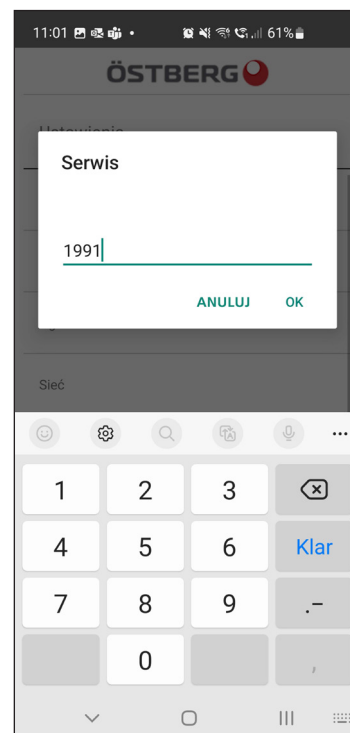 11:01 61%
ÖSTBERG
Ustawienia
Serwis
1991
ANULUJ OK
Sieć
1 2 3
4 5 6 Klar
7 8 9 .-
0 ,